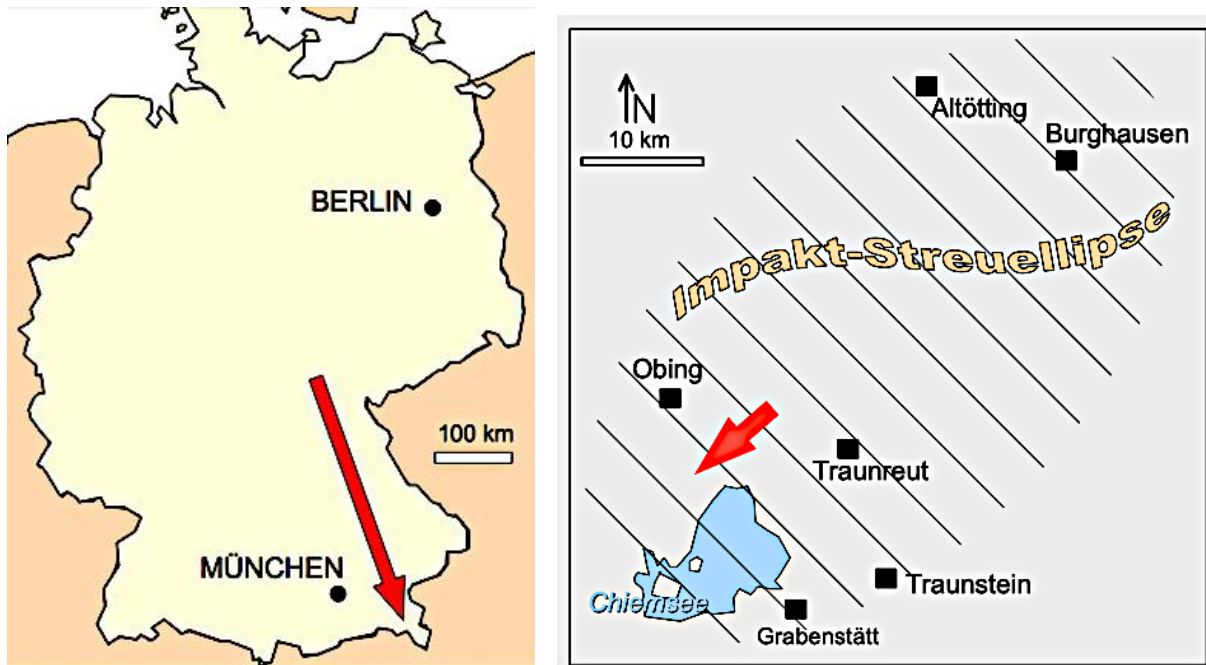 BERLIN
100 km
MÜNCHEN
N
10 km
Altötting
Burghausen
Impakt-Streuellipse
Obing
Traunreut
Chiemsee
Traunstein
Grabenstätt